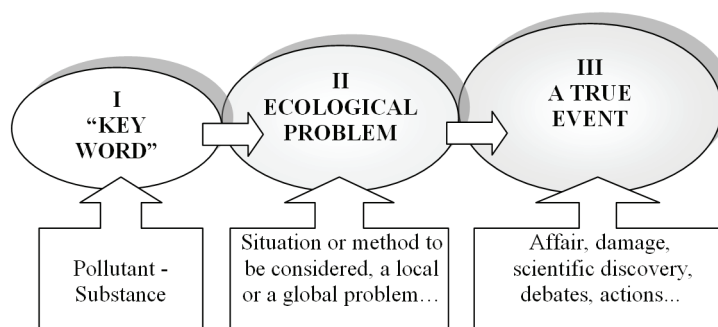 I
“KEY
WORD”
II
ECOLOGICAL
PROBLEM
III
A TRUE
EVENT
Pollutant -
Substance
Situation or method to
be considered, a local
or a global problem…
Affair, damage,
scientific discovery,
debates, actions...